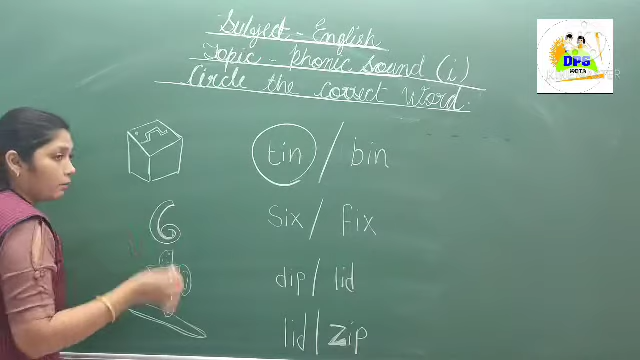 Subject - English
Topic - Phonic Sound (i)
Circle the correct word.
tin / bin
6 six / fix
dip / lid
lid | zip
DPS
KOTA